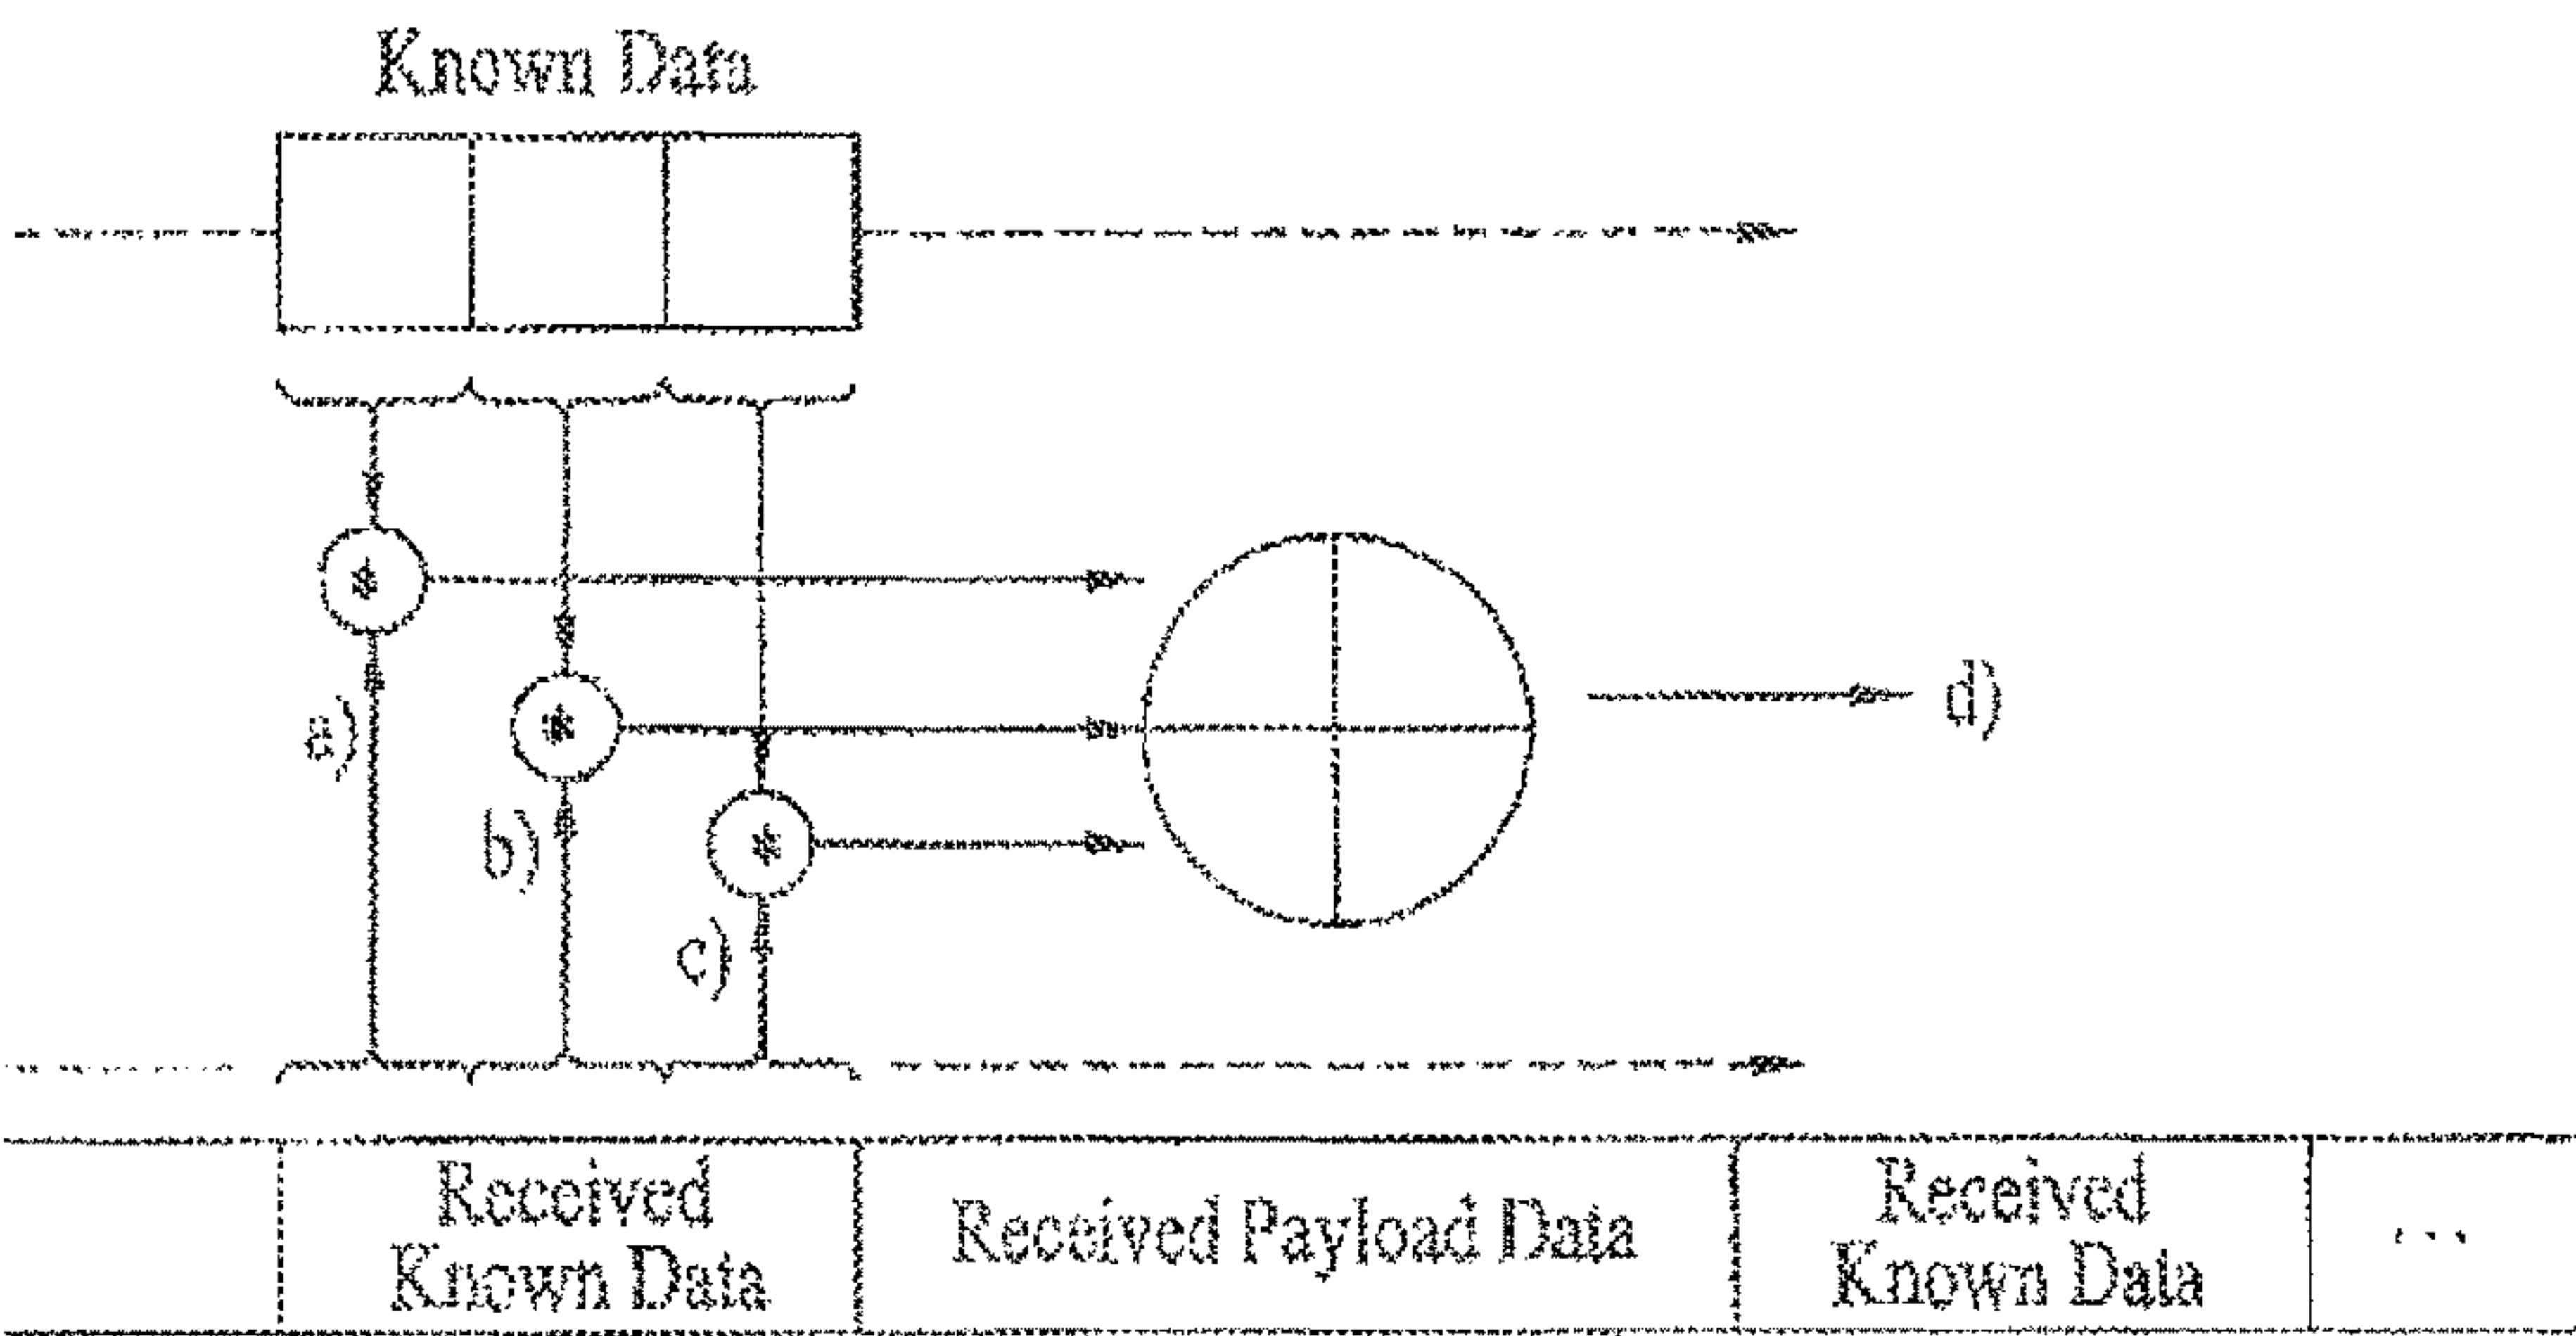 Known Data
*
*
*
a)
b)
c)
d)
Received
Known Data
Received Payload Data
Received
Known Data
...